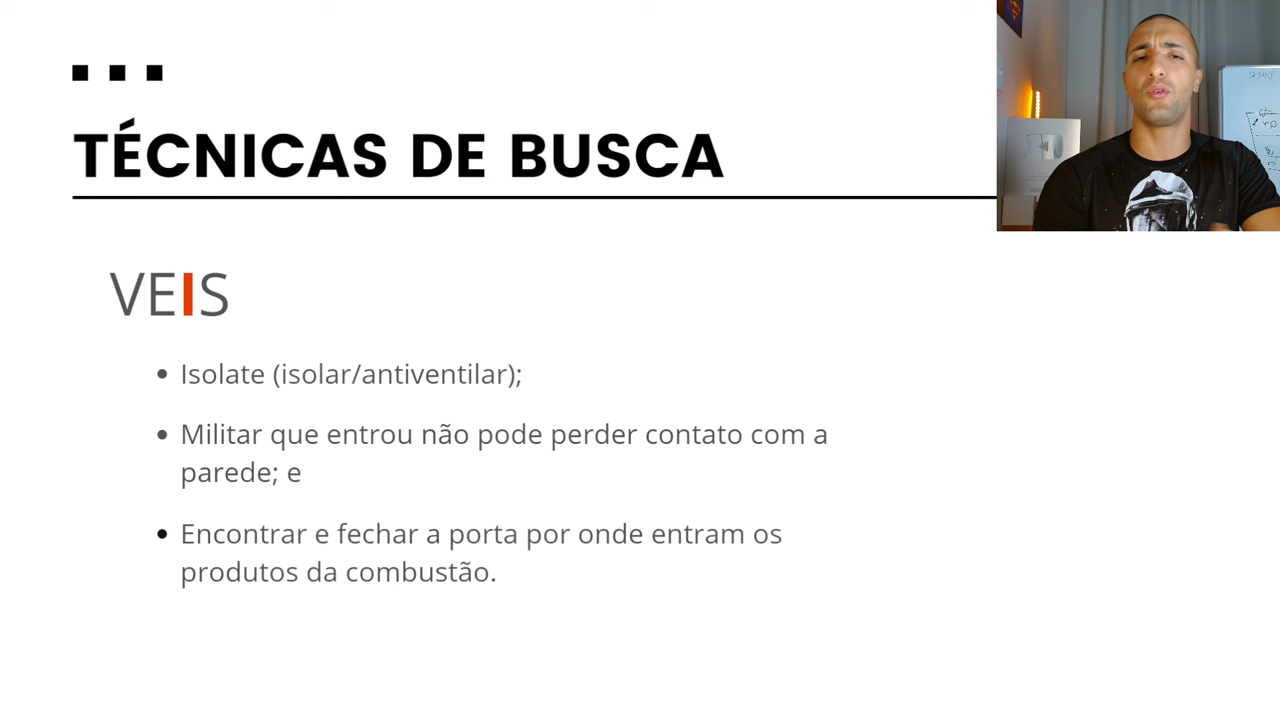 TÉCNICAS DE BUSCA
VEIS
• Isolate (isolar/antiventilar);
• Militar que entrou não pode perder contato com a
parede; e
• Encontrar e fechar a porta por onde entram os
produtos da combustão.